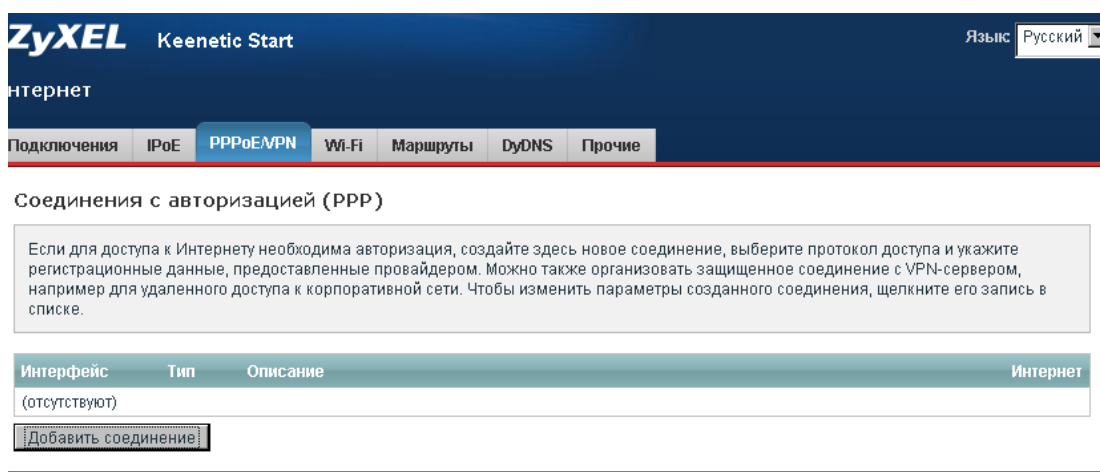 ZyXEL Keenetic Start
Язык: Русский
нтернет
Подключения IPoE PPPoE/VPN Wi-Fi Маршруты DyDNS Прочие
Соединения с авторизацией (PPP)
Если для доступа к Интернету необходима авторизация, создайте здесь новое соединение, выберите протокол доступа и укажите
регистрационные данные, предоставленные провайдером. Можно также организовать защищенное соединение с VPN-сервером,
например для удаленного доступа к корпоративной сети. Чтобы изменить параметры созданного соединения, щелкните его запись в
списке.
Интерфейс Тип Описание Интернет
(отсутствуют)
Добавить соединение